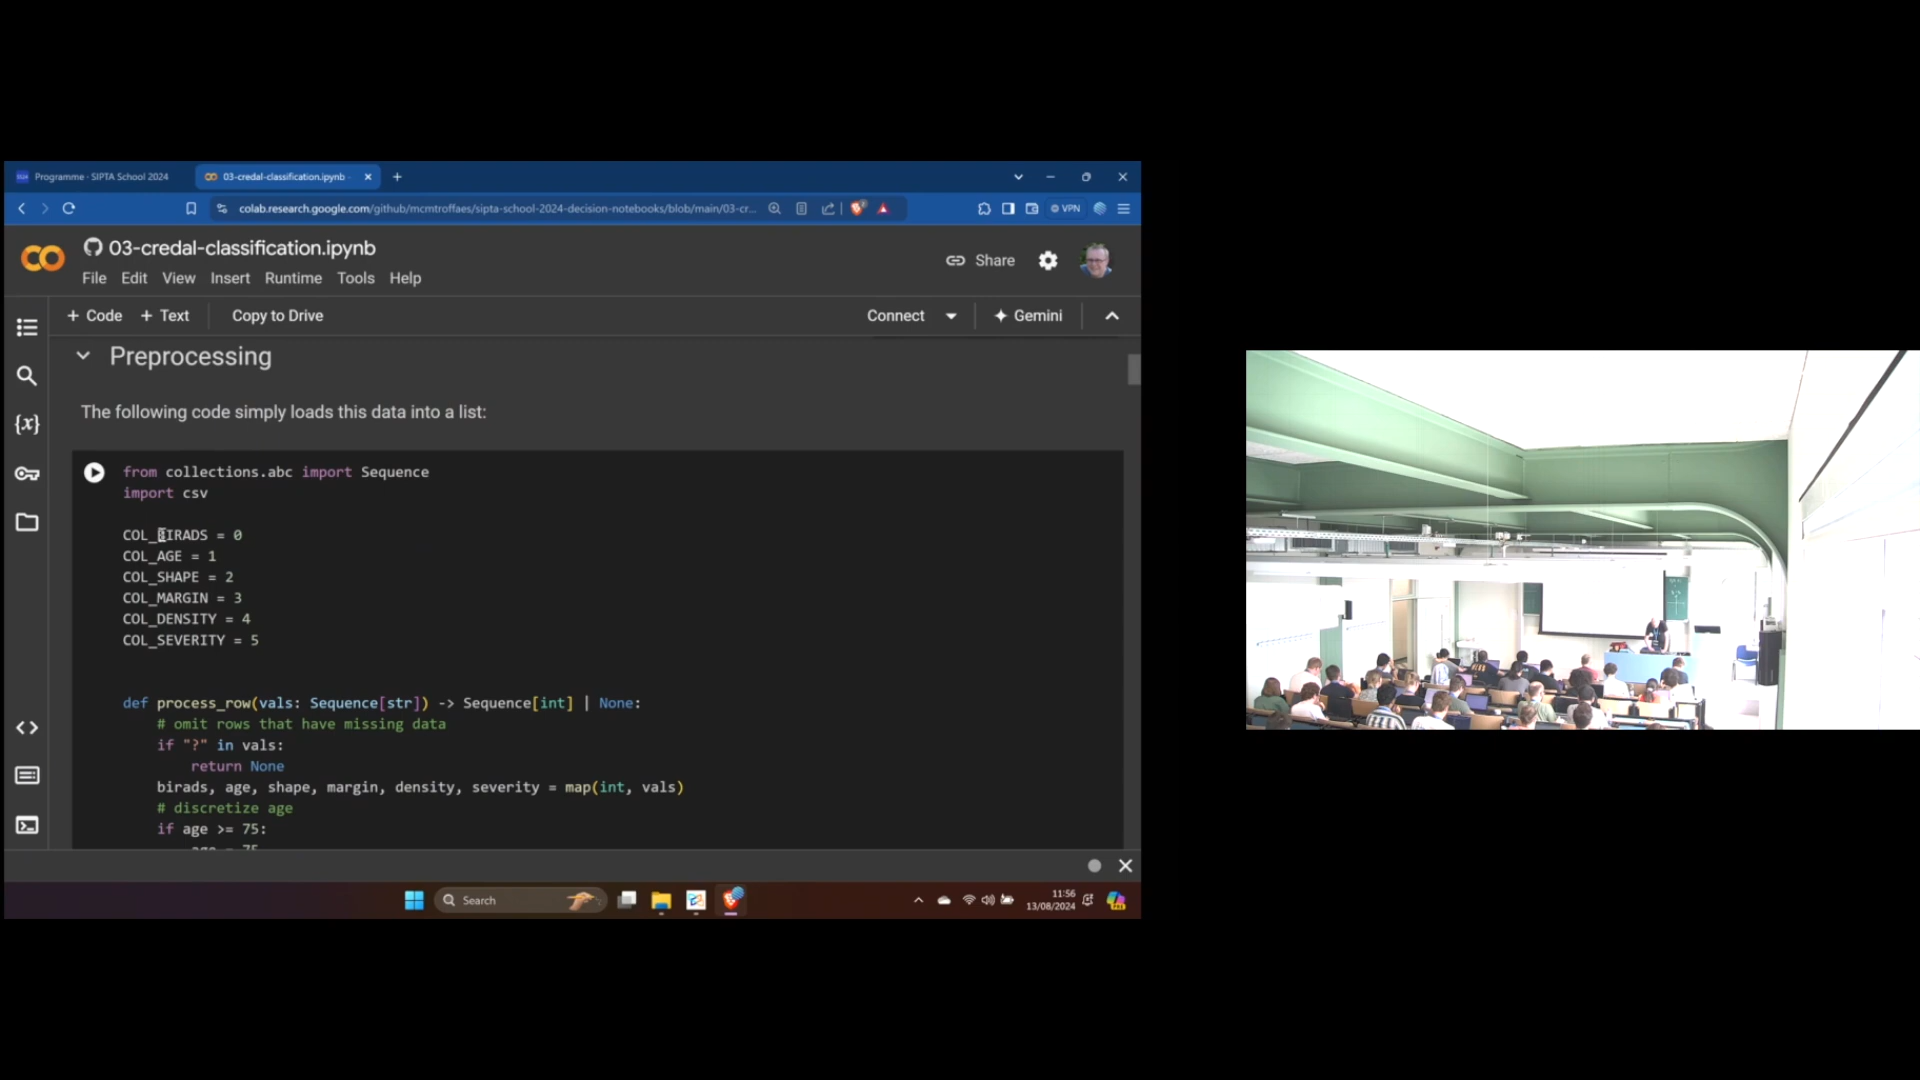 Programme - SIPTA School 2024
03-credal-classification.ipynb
colab.research.google.com/github/mcmtroffaes/sipta-school-2024-decision-notebooks/blob/main/03-cr...
VPN
03-credal-classification.ipynb
Share
File Edit View Insert Runtime Tools Help
+ Code + Text Copy to Drive Connect Gemini
Preprocessing
The following code simply loads this data into a list:
from collections.abc import Sequence
import csv
COL_BIRADS = 0
COL_AGE = 1
COL_SHAPE = 2
COL_MARGIN = 3
COL_DENSITY = 4
COL_SEVERITY = 5
def process_row(vals: Sequence[str]) -> Sequence[int] | None:
# omit rows that have missing data
if "?" in vals:
return None
birads, age, shape, margin, density, severity = map(int, vals)
# discretize age
if age >= 75:
age = 75
Search
11:56
13/08/2024